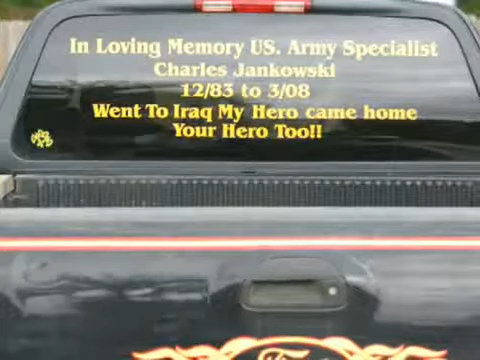 In Loving Memory US. Army Specialist
Charles Jankowski
12/83 to 3/08
Went To Iraq My Hero came home
Your Hero Too!!